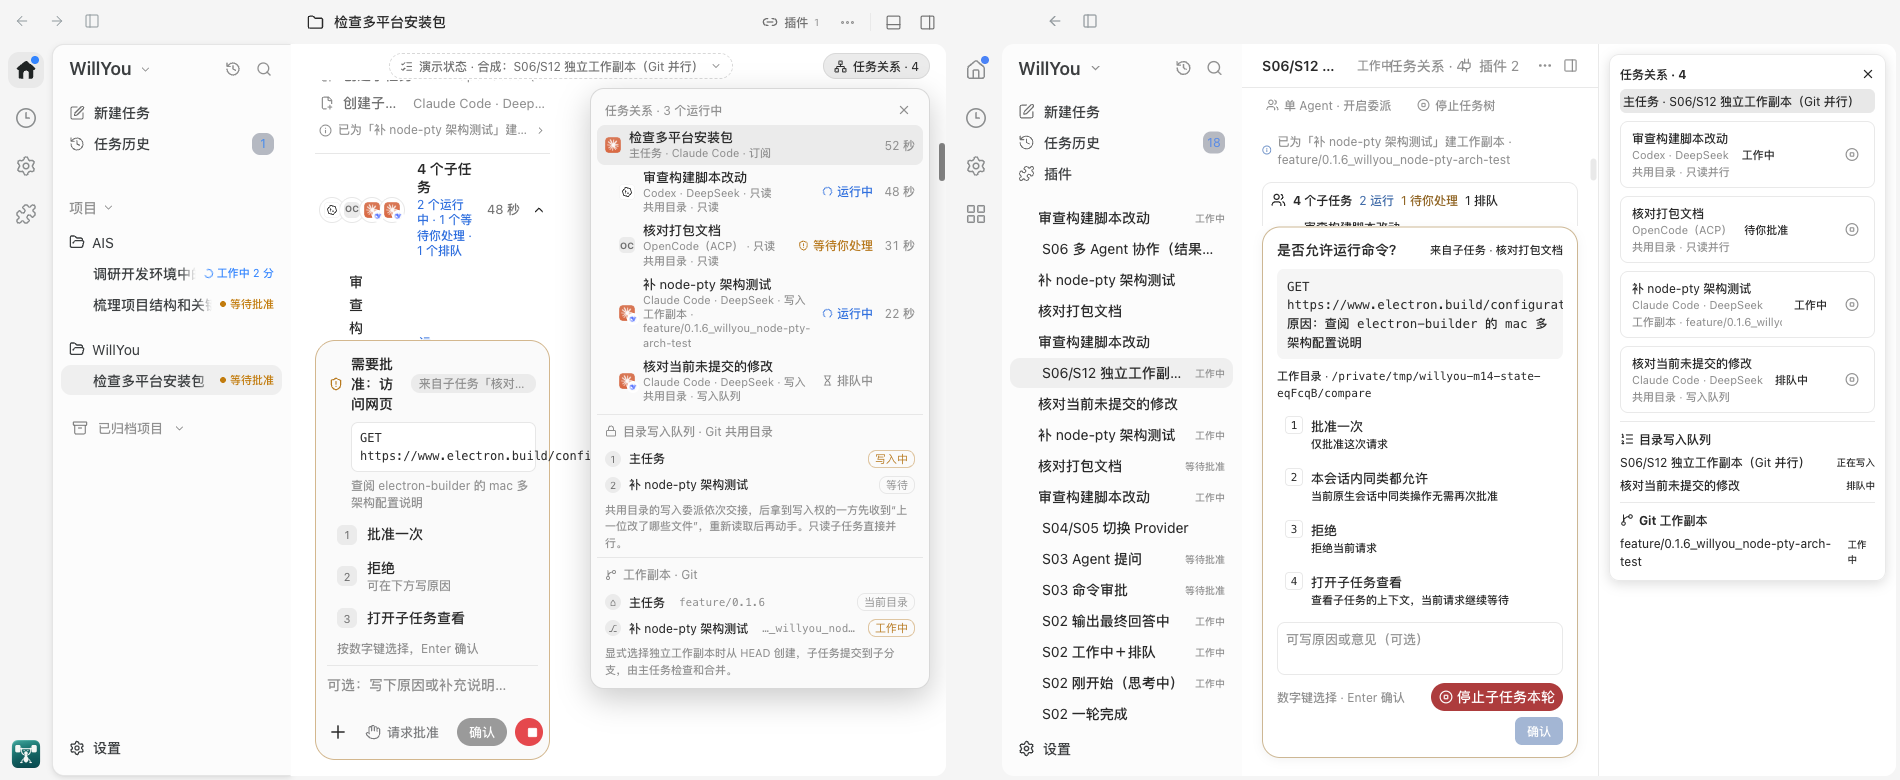 检查多平台安装包
插件 1
WillYou
新建任务
任务历史
1
项目
AIS
调研开发环境中
工作中 2 分
梳理项目结构和关
等待批准
WillYou
检查多平台安装包
等待批准
已归档项目
设置
演示状态 · 合成：S06/S12 独立工作副本（Git 并行）
任务关系 · 4
创建子...
Claude Code · Deep...
已为「补 node-pty 架构测试」建...
OC
4 个子任
务
2 个运行
中 · 1 个等
待你处理 ·
1 个排队
48 秒
审
查
构
需要批
准：访
问网页
来自子任务「核对...
GET
https://www.electron.build/confi
查阅 electron-builder 的 mac 多
架构配置说明
1 批准一次
2 拒绝
可在下方写原因
3 打开子任务查看
按数字键选择，Enter 确认
可选：写下原因或补充说明...
请求批准
确认
任务关系 · 3 个运行中
检查多平台安装包
主任务 · Claude Code · 订阅
52 秒
审查构建脚本改动
Codex · DeepSeek · 只读
共用目录 · 只读
运行中 48 秒
OC
核对打包文档
OpenCode（ACP） · 只读
共用目录 · 只读
等待你处理 31 秒
补 node-pty 架构测试
Claude Code · DeepSeek · 写入
工作副本 ·
feature/0.1.6_willyou_node-pty-
arch-test
运行中 22 秒
核对当前未提交的修改
Claude Code · DeepSeek · 写入
共用目录 · 写入队列
排队中
目录写入队列 · Git 共用目录
1 主任务 写入中
2 补 node-pty 架构测试 等待
共用目录的写入委派依次交接，后拿到写入权的一方先收到“上
一位改了哪些文件”，重新读取后再动手。只读子任务直接并
行。
工作副本 · Git
主任务 feature/0.1.6 当前目录
补 node-pty 架构测试 …_willyou_nod… 工作中
显式选择独立工作副本时从 HEAD 创建，子任务提交到子分
支，由主任务检查和合并。
WillYou
新建任务
任务历史
18
插件
审查构建脚本改动 工作中
S06 多 Agent 协作（结果...
补 node-pty 架构测试
核对打包文档
审查构建脚本改动
S06/S12 独立工作副... 工作中
核对当前未提交的修改
补 node-pty 架构测试 工作中
核对打包文档 等待批准
审查构建脚本改动 工作中
S04/S05 切换 Provider
S03 Agent 提问 等待批准
S03 命令审批 等待批准
S02 输出最终回答中 工作中
S02 工作中＋排队 工作中
S02 刚开始（思考中） 工作中
S02 一轮完成
设置
S06/S12 ...
工作中
任务关系 · 4
插件 2
单 Agent · 开启委派
停止任务树
已为「补 node-pty 架构测试」建工作副本 ·
feature/0.1.6_willyou_node-pty-arch-test
4 个子任务 2 运行 1 待你处理 1 排队
是否允许运行命令？
来自子任务 · 核对打包文档
GET
https://www.electron.build/configurat
原因：查阅 electron-builder 的 mac 多
架构配置说明
工作目录 · /private/tmp/willyou-m14-state-
eqFcqB/compare
1 批准一次
仅批准这次请求
2 本会话内同类都允许
当前原生会话中同类操作无需再次批准
3 拒绝
拒绝当前请求
4 打开子任务查看
查看子任务的上下文，当前请求继续等待
可写原因或意见（可选）
数字键选择 · Enter 确认
停止子任务本轮
确认
任务关系 · 4
主任务 · S06/S12 独立工作副本（Git 并行）
审查构建脚本改动
Codex · DeepSeek 工作中
共用目录 · 只读并行
核对打包文档
OpenCode（ACP） 待你批准
共用目录 · 只读并行
补 node-pty 架构测试
Claude Code · DeepSeek 工作中
工作副本 · feature/0.1.6_willy
核对当前未提交的修改
Claude Code · DeepSeek 排队中
共用目录 · 写入队列
目录写入队列
S06/S12 独立工作副本（Git 并行） 正在写入
核对当前未提交的修改 排队中
Git 工作副本
feature/0.1.6_willyou_node-pty-arch-
test
工作
中